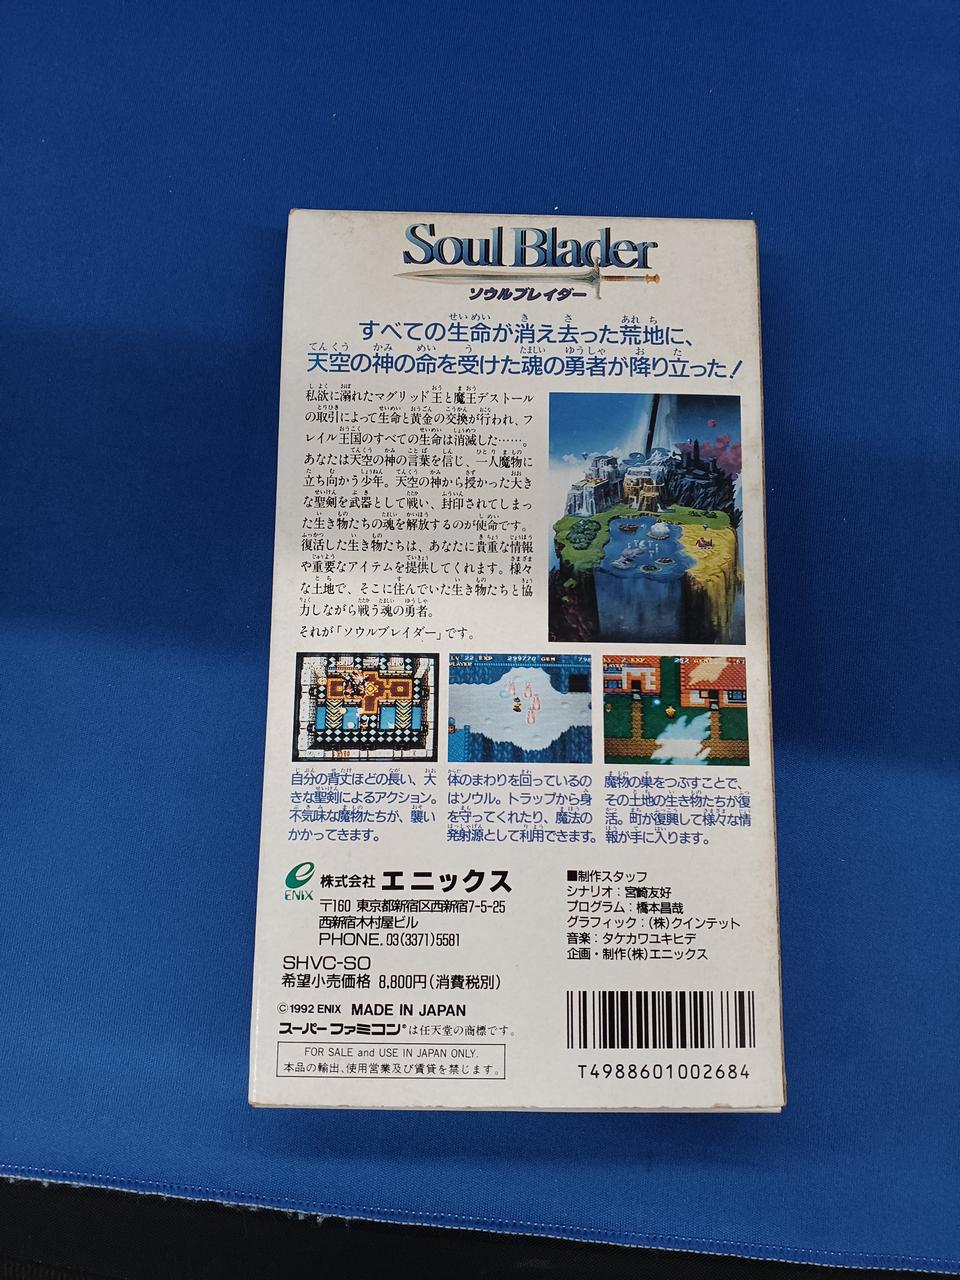 Soul Blader
ソウルブレイダー
すべての生命が消え去った荒地に、
天空の神の命を受けた魂の勇者が降り立った!
私欲に溺れたマグリッド王と魔王デストール
の取引によって生命と黄金の交換が行われ、フ
レイル王国のすべての生命は消滅した……。
あなたは天空の神の言葉を信じ、一人魔物に
立ち向かう少年。天空の神から授かった大き
な聖剣を武器として戦い、封印されてしまっ
た生き物たちの魂を解放するのが使命です。
復活した生き物たちは、あなたに貴重な情報
や重要なアイテムを提供してくれます。様々
な土地で、そこに住んでいた生き物たちと協
力しながら戦う魂の勇者。
それが「ソウルブレイダー」です。
LV 22 EXP 299770 GEM
PLAYER
自分の背丈ほどの長い、大
きな聖剣によるアクション。
不気味な魔物たちが、襲い
かかってきます。
体のまわりを回っているの
はソウル。トラップから身
を守ってくれたり、魔法の
発射源として利用できます。
魔物の巣をつぶすことで、
その土地の生き物たちが復
活。町が復興して様々な情
報が手に入ります。
ENIX
株式会社 エニックス
〒160 東京都新宿区西新宿7-5-25
西新宿木村屋ビル
PHONE. 03(3371)5581
SHVC-SO
希望小売価格 8,800円(消費税別)
©1992 ENIX MADE IN JAPAN
スーパーファミコン®は任天堂の商標です。
FOR SALE and USE IN JAPAN ONLY.
本品の輸出、使用営業及び賃貸を禁じます。
■制作スタッフ
シナリオ:宮崎友好
プログラム:橋本昌哉
グラフィック:(株)クインテット
音楽:タケカワユキヒデ
企画・制作(株)エニックス
T4988601002684